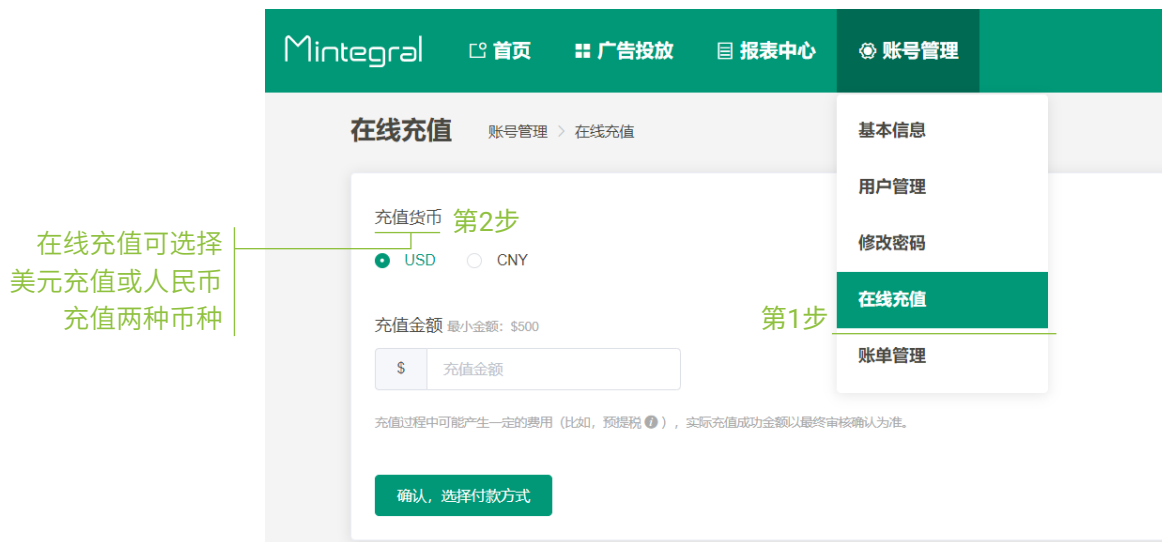 Mintegral 首页 广告投放 报表中心 账号管理
在线充值 账号管理 > 在线充值
基本信息
用户管理
修改密码
在线充值
账单管理
第1步
充值货币 第2步
在线充值可选择
美元充值或人民币
充值两种币种
USD CNY
充值金额 最小金额：$500
$ 充值金额
充值过程中可能产生一定的费用（比如，预提税 i ），实际充值成功金额以最终审核确认为准。
确认，选择付款方式